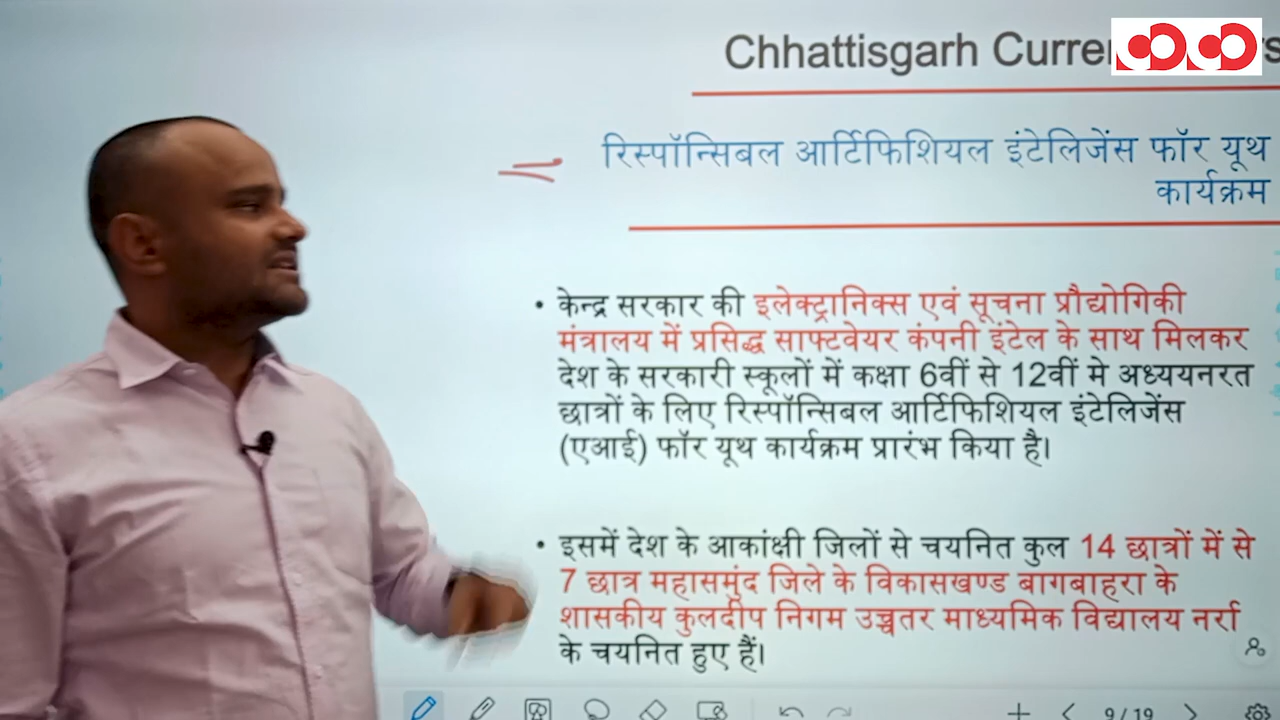 Chhattisgarh
रिस्पॉन्सिबल आर्टिफिशियल इंटेलिजेंस फॉर यूथ
कार्यक्रम
• केन्द्र सरकार की इलेक्ट्रानिक्स एवं सूचना प्रौद्योगिकी
मंत्रालय में प्रसिद्ध साफ्टवेयर कंपनी इंटेल के साथ मिलकर
देश के सरकारी स्कूलों में कक्षा 6वीं से 12वीं मे अध्ययनरत
छात्रों के लिए रिस्पॉन्सिबल आर्टिफिशियल इंटेलिजेंस
(एआई) फॉर यूथ कार्यक्रम प्रारंभ किया है।
• इसमें देश के आकांक्षी जिलों से चयनित कुल 14 छात्रों में से
7 छात्र महासमुंद जिले के विकासखण्ड बागबाहरा के
शासकीय कुलदीप निगम उच्चतर माध्यमिक विद्यालय नर्रा
के चयनित हुए हैं।
9/19